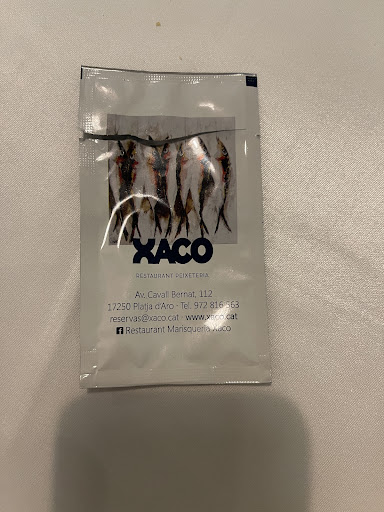 XACO
RESTAURANT PEIXETERIA
Av. Cavall Bernat, 112
17250 Platja d'Aro - Tel. 972 816 563
reservas@xaco.cat - www.xaco.cat
Restaurant Marisqueria Xaco